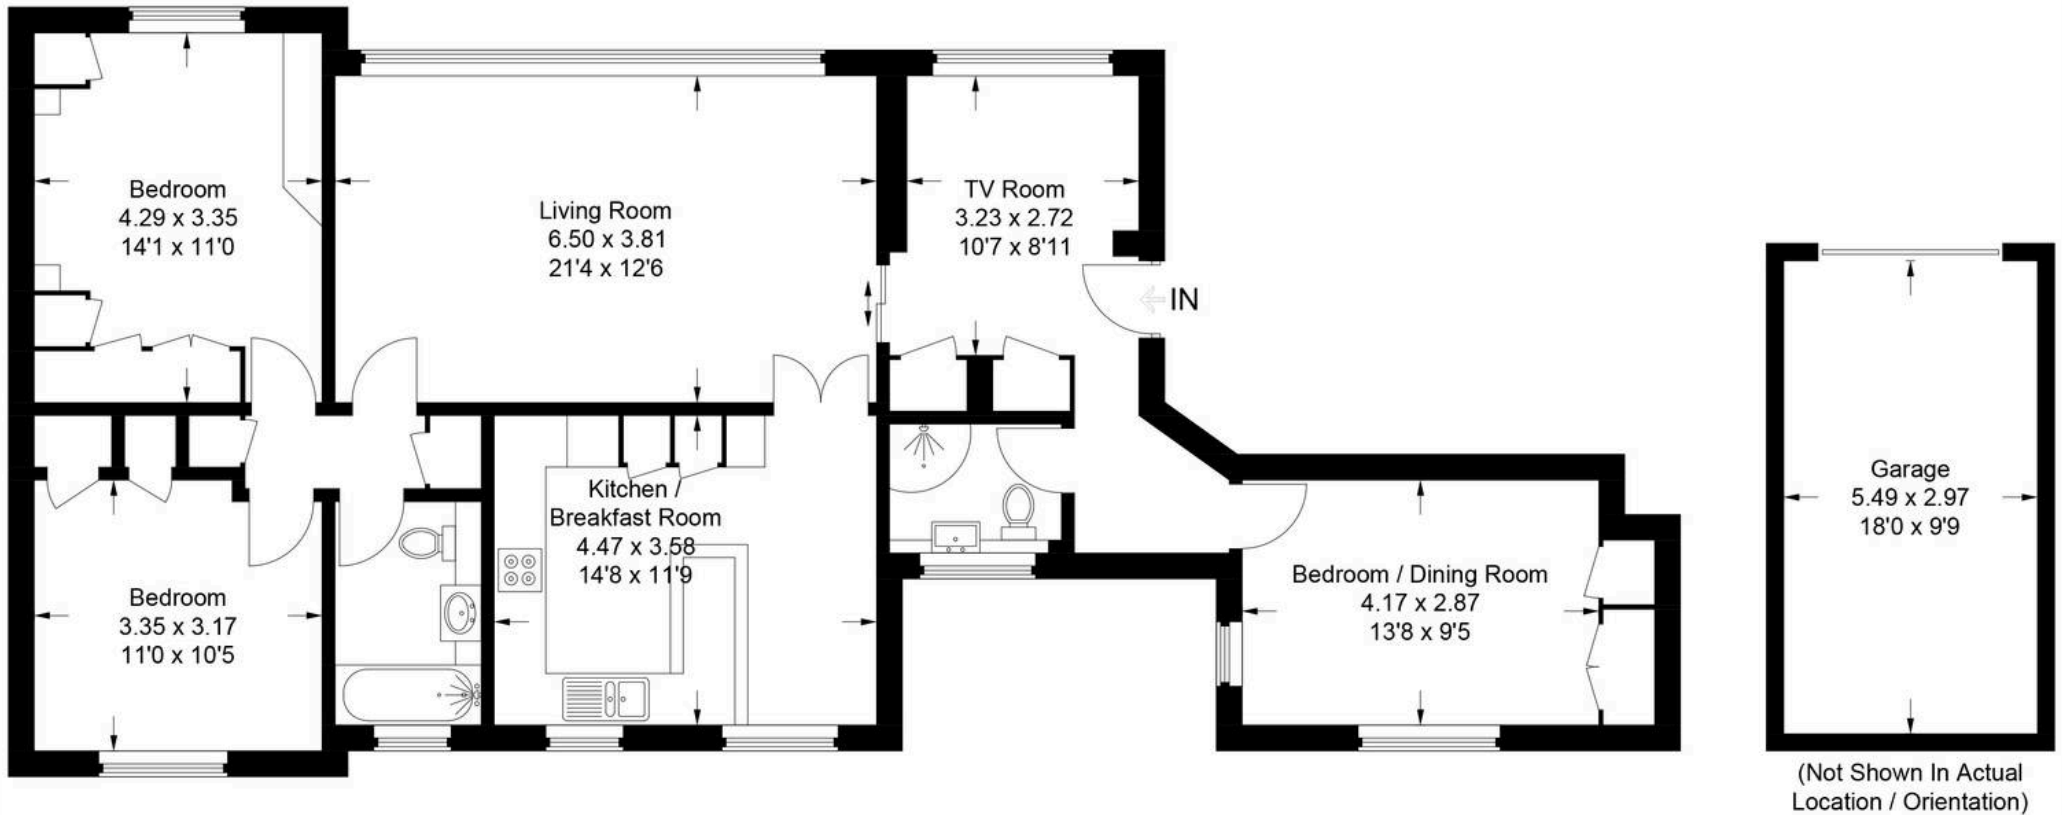 Bedroom
4.29 x 3.35
14'1 x 11'0
Living Room
6.50 x 3.81
21'4 x 12'6
TV Room
3.23 x 2.72
10'7 x 8'11
IN
Kitchen /
Breakfast Room
4.47 x 3.58
14'8 x 11'9
Bedroom
3.35 x 3.17
11'0 x 10'5
Bedroom / Dining Room
4.17 x 2.87
13'8 x 9'5
Garage
5.49 x 2.97
18'0 x 9'9
(Not Shown In Actual
Location / Orientation)